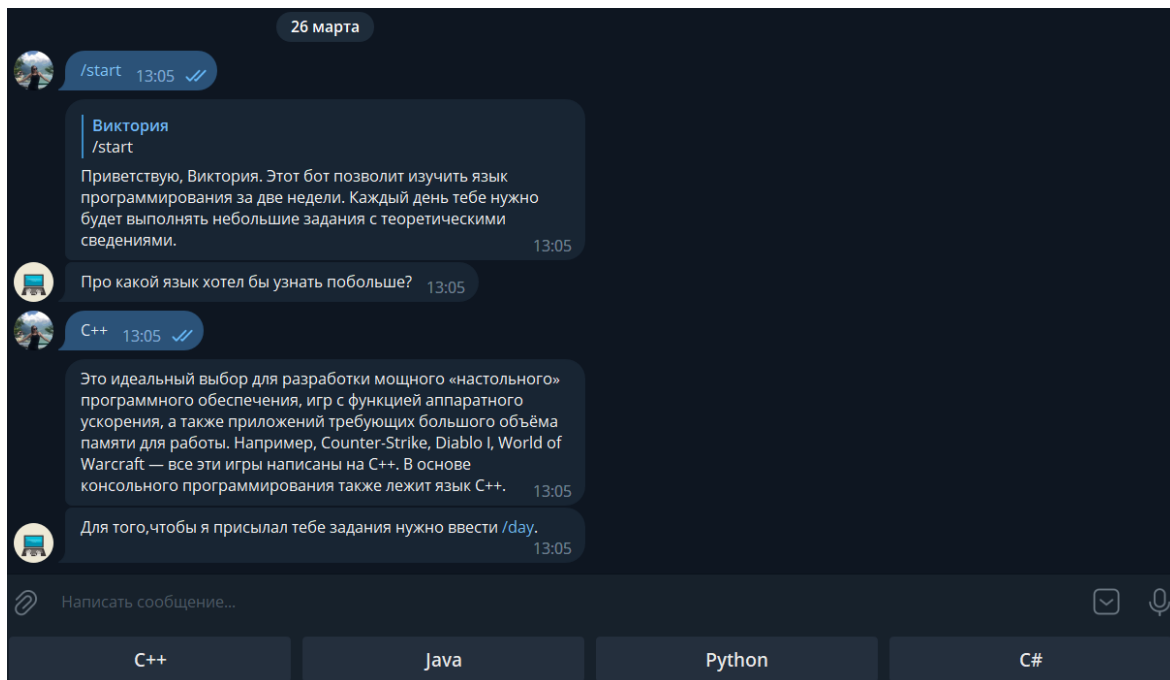 26 марта
/start 13:05
Виктория
/start
Приветствую, Виктория. Этот бот позволит изучить язык
программирования за две недели. Каждый день тебе нужно
будет выполнять небольшие задания с теоретическими
сведениями. 13:05
Про какой язык хотел бы узнать побольше? 13:05
C++ 13:05
Это идеальный выбор для разработки мощного «настольного»
программного обеспечения, игр с функцией аппаратного
ускорения, а также приложений требующих большого объёма
памяти для работы. Например, Counter-Strike, Diablo I, World of
Warcraft — все эти игры написаны на C++. В основе
консольного программирования также лежит язык C++. 13:05
Для того,чтобы я присылал тебе задания нужно ввести /day.
13:05
Написать сообщение...
C++ Java Python C#